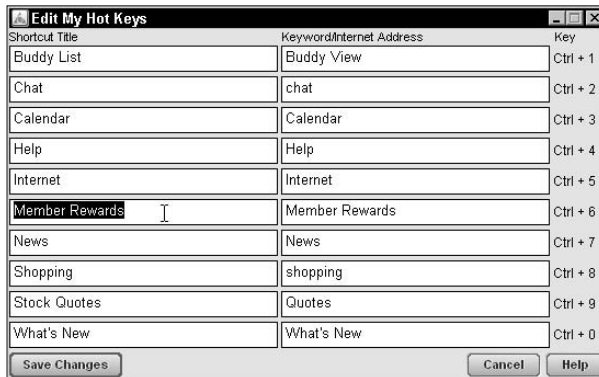 Edit My Hot Keys
Shortcut Title Keyword/Internet Address Key
Buddy List Buddy View Ctrl + 1
Chat chat Ctrl + 2
Calendar Calendar Ctrl + 3
Help Help Ctrl + 4
Internet Internet Ctrl + 5
Member Rewards Member Rewards Ctrl + 6
News News Ctrl + 7
Shopping shopping Ctrl + 8
Stock Quotes Quotes Ctrl + 9
What's New What's New Ctrl + 0
Save Changes Cancel Help